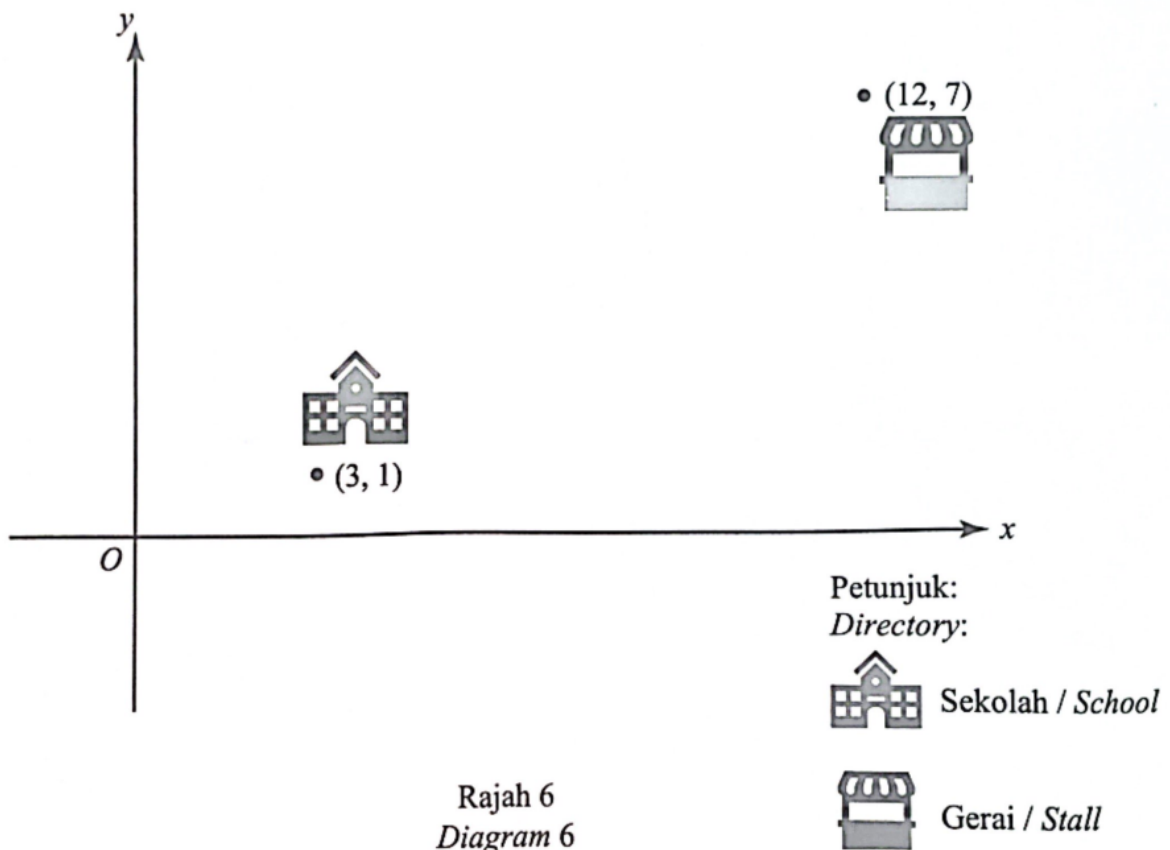 y
(12, 7)
(3, 1)
x
O
Petunjuk:
Directory:
Sekolah / School
Rajah 6
Diagram 6
Gerai / Stall